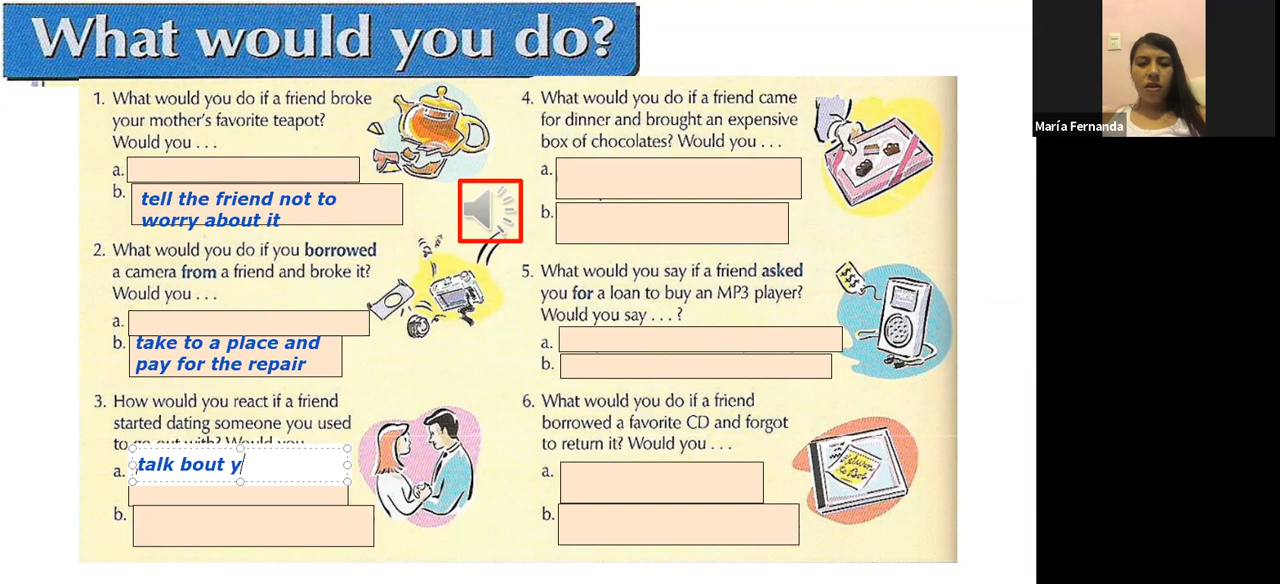 What would you do?
1. What would you do if a friend broke
your mother's favorite teapot?
Would you . . .
a.
b.
tell the friend not to
worry about it
2. What would you do if you borrowed
a camera from a friend and broke it?
Would you . . .
a.
b.
take to a place and
pay for the repair
3. How would you react if a friend
started dating someone you used
to go out with? Would you
a.
talk bout y
b.
4. What would you do if a friend came
for dinner and brought an expensive
box of chocolates? Would you . . .
a.
b.
5. What would you say if a friend asked
you for a loan to buy an MP3 player?
Would you say . . . ?
a.
b.
6. What would you do if a friend
borrowed a favorite CD and forgot
to return it? Would you . . .
a.
b.
María Fernanda